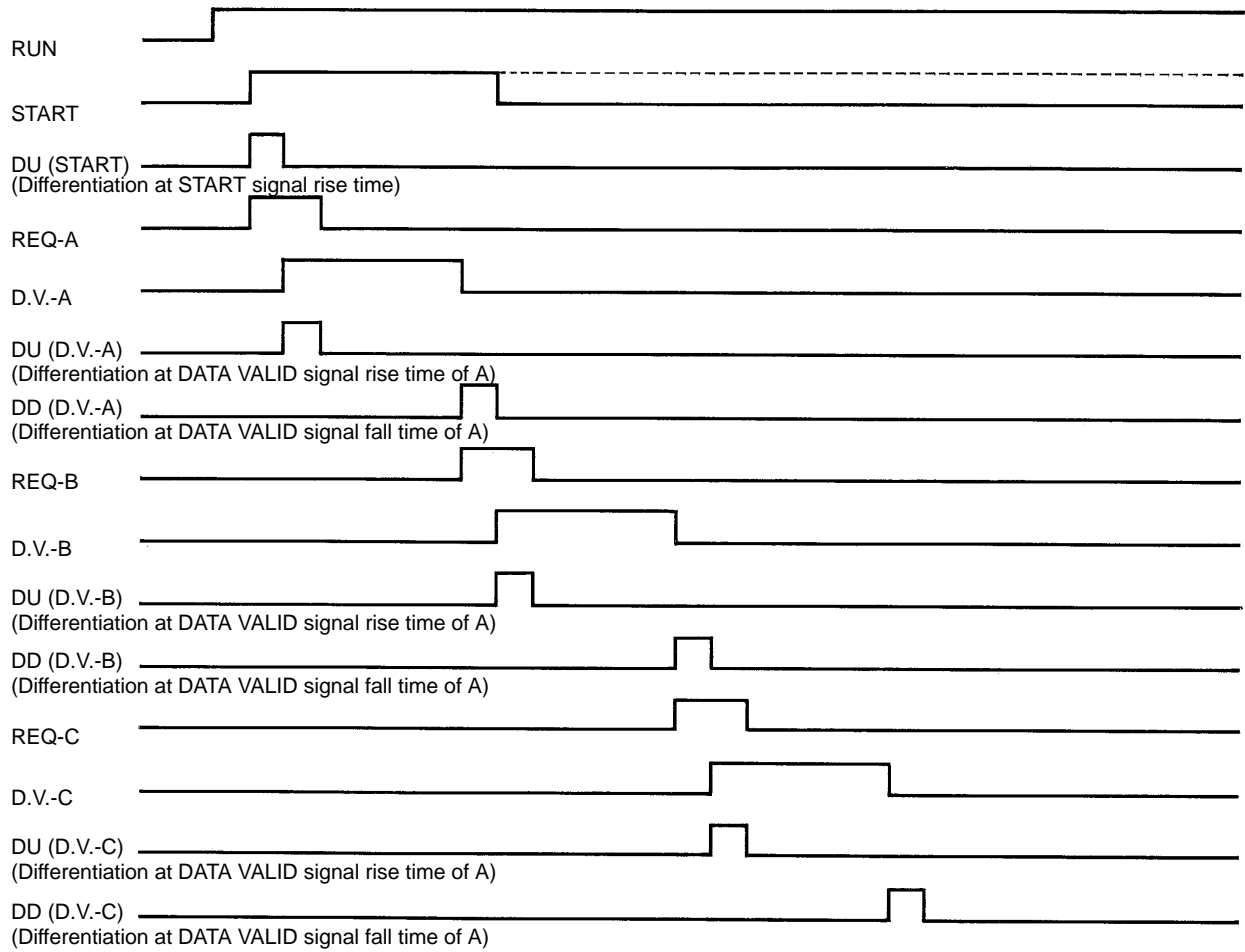 RUN
START
DU (START)
(Differentiation at START signal rise time)
REQ-A
D.V.-A
DU (D.V.-A)
(Differentiation at DATA VALID signal rise time of A)
DD (D.V.-A)
(Differentiation at DATA VALID signal fall time of A)
REQ-B
D.V.-B
DU (D.V.-B)
(Differentiation at DATA VALID signal rise time of A)
DD (D.V.-B)
(Differentiation at DATA VALID signal fall time of A)
REQ-C
D.V.-C
DU (D.V.-C)
(Differentiation at DATA VALID signal rise time of A)
DD (D.V.-C)
(Differentiation at DATA VALID signal fall time of A)